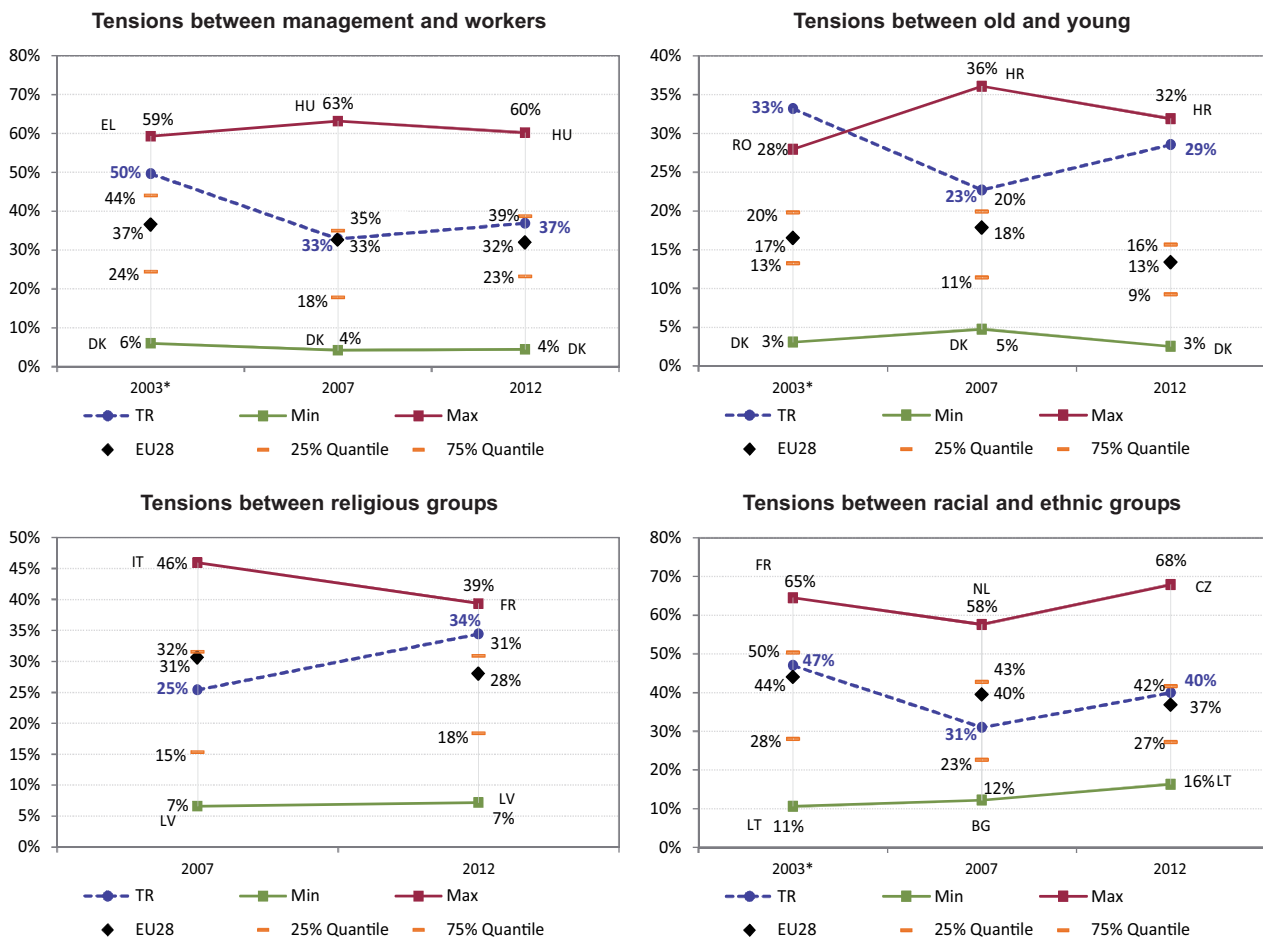 Tensions between management and workers
80%
70%
60%
50%
40%
30%
20%
10%
0%
EL
59%
HU
63%
60%
HU
50%
44%
37%
24%
35%
33%
33%
18%
39%
37%
32%
23%
DK
6%
DK
4%
4%
DK
2003*
2007
2012
TR
Min
Max
EU28
25% Quantile
75% Quantile
Tensions between old and young
40%
35%
30%
25%
20%
15%
10%
5%
0%
33%
RO
28%
36%
HR
32%
HR
29%
23%
20%
20%
17%
13%
18%
11%
16%
13%
9%
DK
3%
DK
5%
3%
DK
2003*
2007
2012
TR
Min
Max
EU28
25% Quantile
75% Quantile
Tensions between religious groups
50%
45%
40%
35%
30%
25%
20%
15%
10%
5%
0%
IT
46%
39%
FR
34%
32%
31%
25%
31%
28%
15%
18%
7%
LV
LV
7%
2007
2012
TR
Min
Max
EU28
25% Quantile
75% Quantile
Tensions between racial and ethnic groups
80%
70%
60%
50%
40%
30%
20%
10%
0%
FR
65%
NL
58%
68%
CZ
50%
47%
44%
28%
43%
40%
31%
23%
42%
40%
37%
27%
LT
11%
12%
BG
16%
LT
2003*
2007
2012
TR
Min
Max
EU28
25% Quantile
75% Quantile